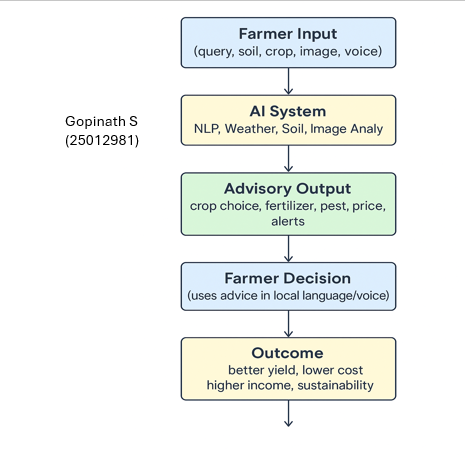 Farmer Input
(query, soil, crop, image, voice)
Gopinath S
(25012981)
AI System
NLP, Weather, Soil, Image Analy
Advisory Output
crop choice, fertilizer, pest, price,
alerts
Farmer Decision
(uses advice in local language/voice)
Outcome
better yield, lower cost
higher income, sustainability